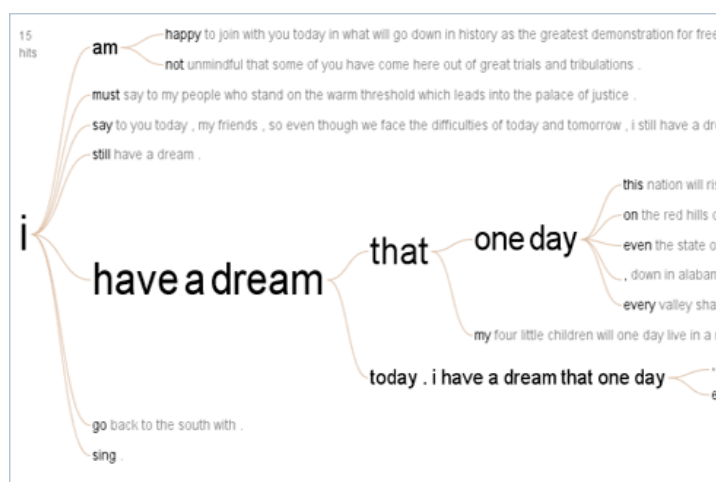 15
hits
i
am
happy to join with you today in what will go down in history as the greatest demonstration for free
not unmindful that some of you have come here out of great trials and tribulations .
must say to my people who stand on the warm threshold which leads into the palace of justice .
say to you today , my friends , so even though we face the difficulties of today and tomorrow , i still have a dre
still have a dream .
have a dream
that
one day
this nation will ris
on the red hills o
even the state o
, down in alabam
every valley sha
my four little children will one day live in a n
today . i have a dream that one day
,
e
go back to the south with .
sing .